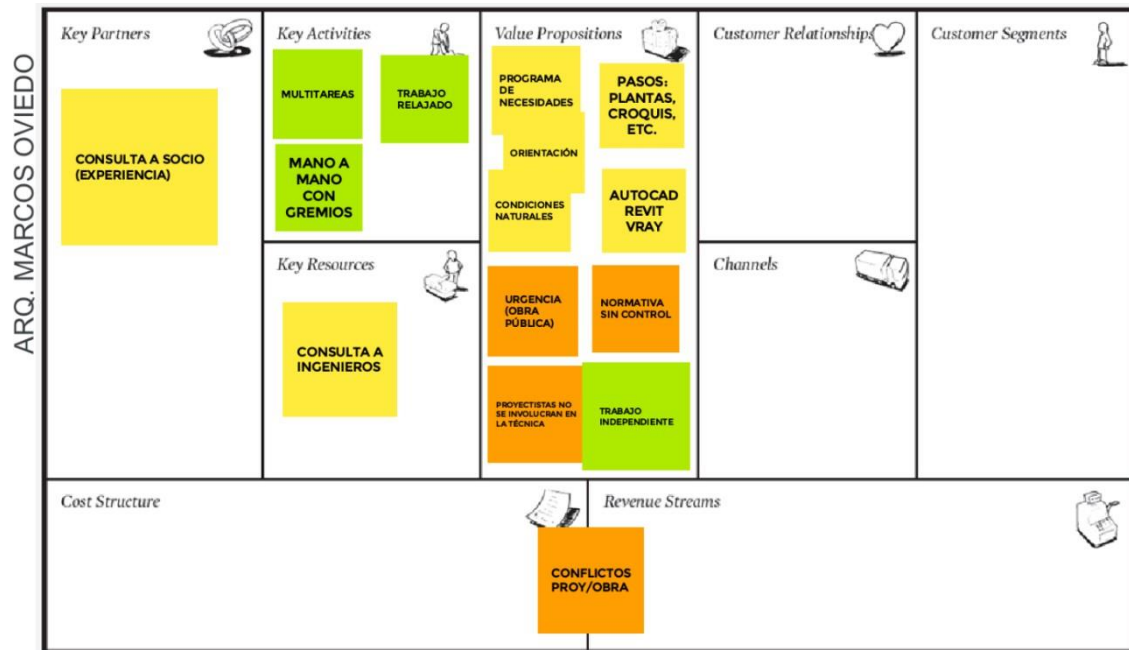 ARQ. MARCOS OVIEDO
Key Partners
CONSULTA A SOCIO
(EXPERIENCIA)
Key Activities
MULTITAREAS
TRABAJO
RELAJADO
MANO A
MANO
CON
GREMIOS
Key Resources
CONSULTA A
INGENIEROS
Value Propositions
PROGRAMA
DE
NECESIDADES
PASOS:
PLANTAS,
CROQUIS,
ETC.
ORIENTACIÓN
CONDICIONES
NATURALES
AUTOCAD
REVIT
VRAY
URGENCIA
(OBRA
PÚBLICA)
NORMATIVA
SIN CONTROL
PROYECTISTAS NO
SE INVOLUCRAN EN
LA TÉCNICA
TRABAJO
INDEPENDIENTE
Customer Relationships
Channels
Customer Segments
Cost Structure
Revenue Streams
CONFLICTOS
PROY/OBRA